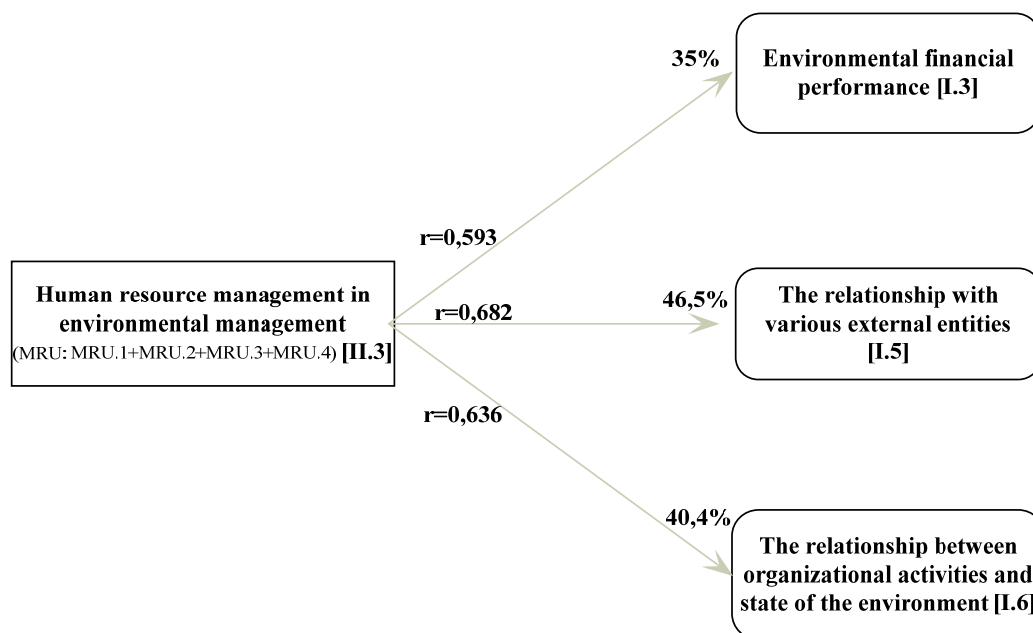 35%
Environmental financial
performance [I.3]
r=0,593
Human resource management in
environmental management
(MRU: MRU.1+MRU.2+MRU.3+MRU.4) [II.3]
r=0,682
46,5%
The relationship with
various external entities
[I.5]
r=0,636
40,4%
The relationship between
organizational activities and
state of the environment [I.6]